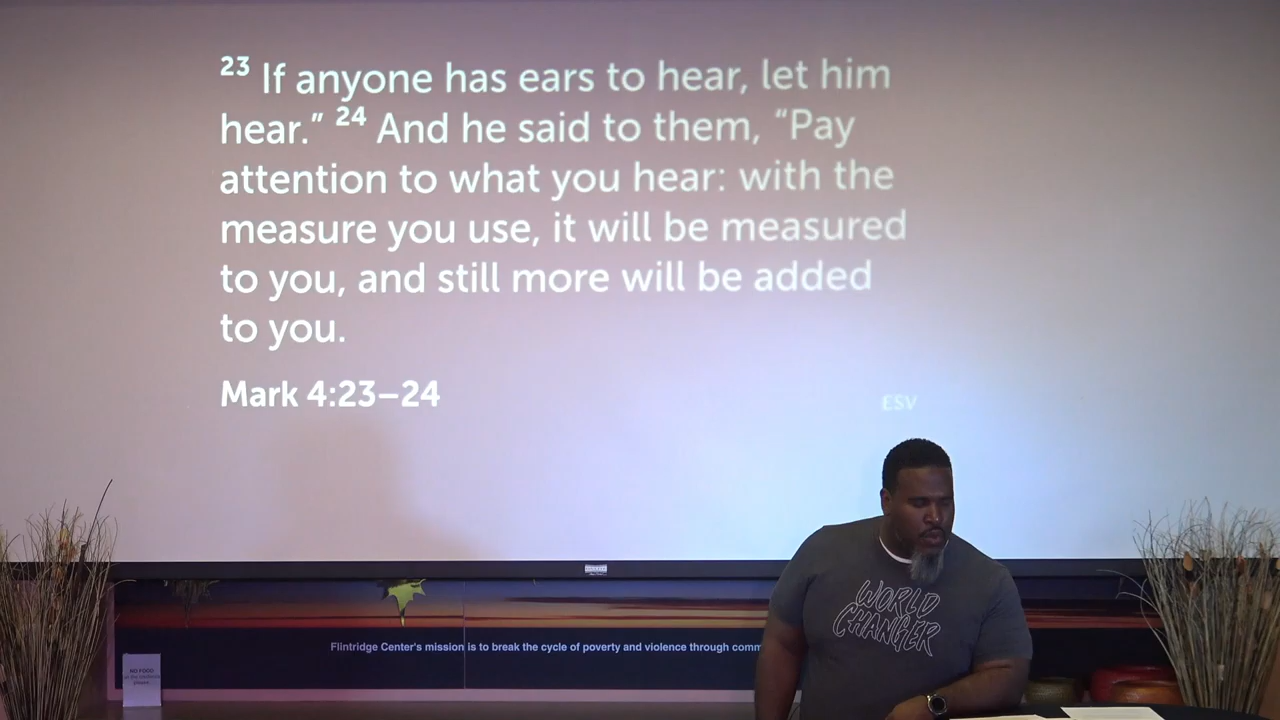 23 If anyone has ears to hear, let him
hear.” 24 And he said to them, “Pay
attention to what you hear: with the
measure you use, it will be measured
to you, and still more will be added
to you.
Mark 4:23–24
ESV
WORLD
CHANGER
Flintridge Center's mission is to break the cycle of poverty and violence through comm
NO FOOD